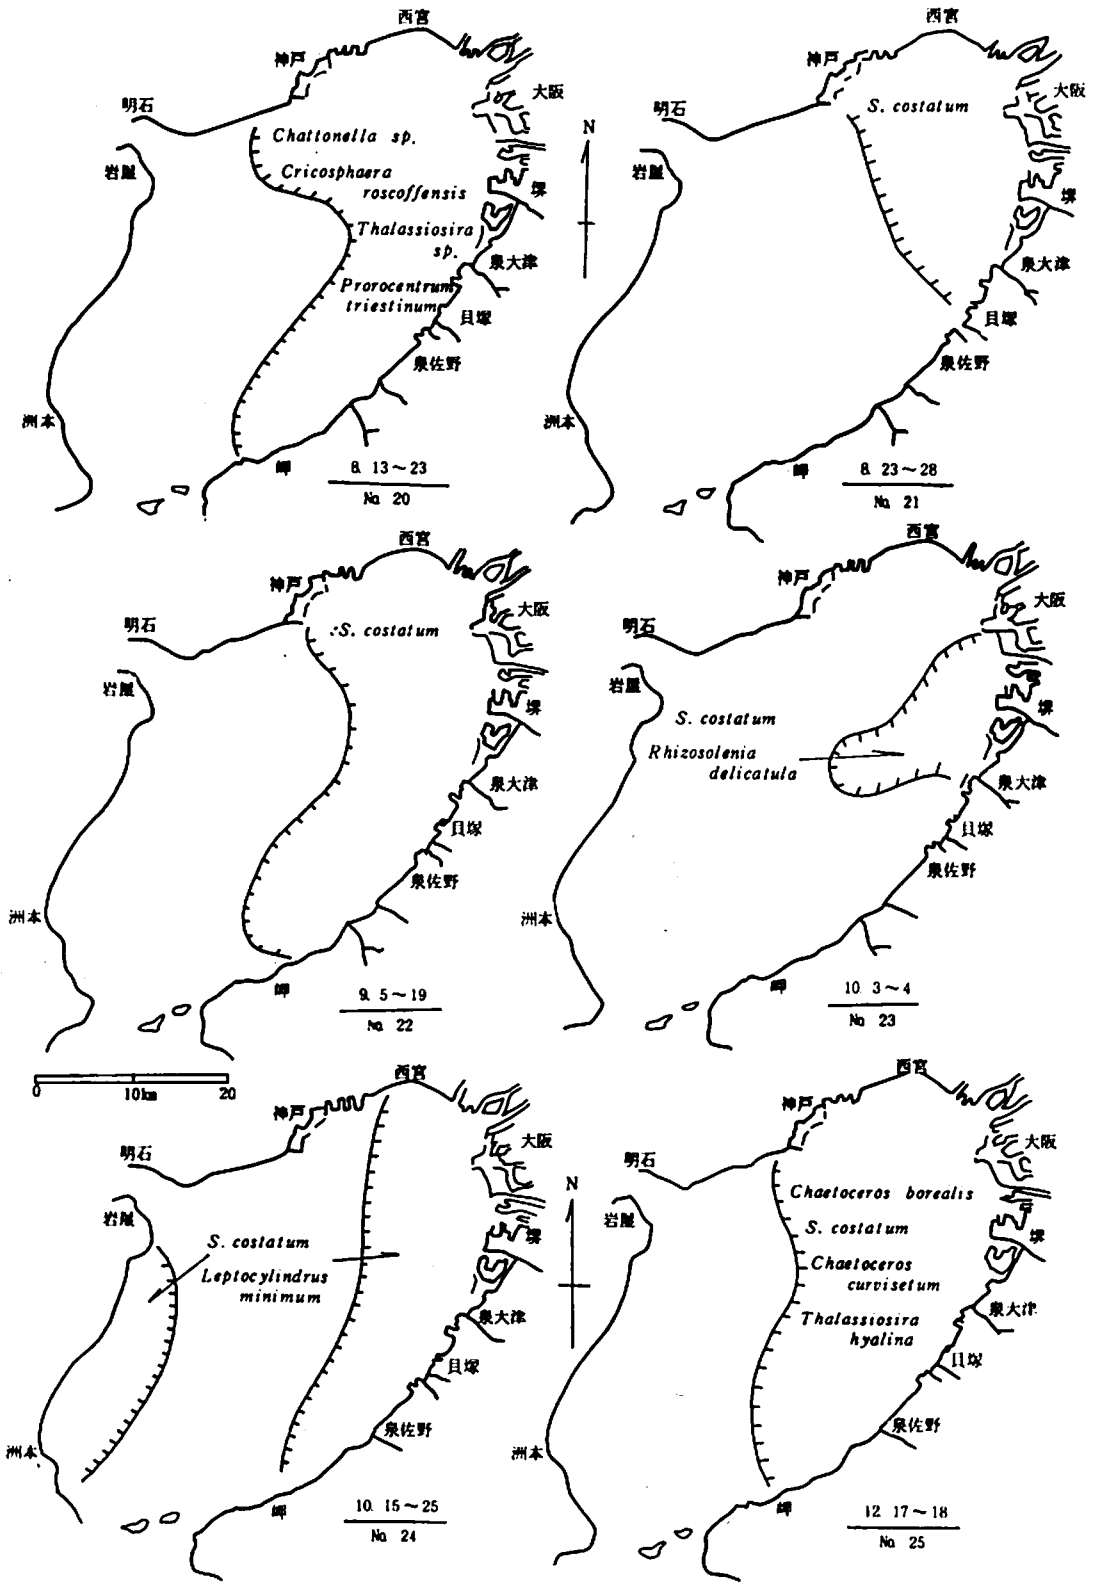 西宮
神戸
明石
大阪
岩屋
Chattonella sp.
Cricosphaera
roscoffensis
堺
Thalassiosira
sp.
泉大津
Prorocentrum
triestinum
貝塚
泉佐野
洲本
岬
8. 13~23
No. 20
N
西宮
神戸
明石
大阪
岩屋
S. costatum
堺
泉大津
貝塚
泉佐野
洲本
岬
8. 23~28
No. 21
西宮
神戸
明石
大阪
S. costatum
岩屋
堺
泉大津
貝塚
泉佐野
洲本
岬
9. 5~19
No. 22
西宮
神戸
明石
大阪
岩屋
堺
S. costatum
Rhizosolenia
delicatula
泉大津
貝塚
泉佐野
洲本
岬
10. 3~4
No. 23
0 10km 20
西宮
神戸
明石
大阪
岩屋
堺
S. costatum
Leptocylindrus
minimum
泉大津
貝塚
泉佐野
洲本
岬
10. 15~25
No. 24
N
西宮
神戸
明石
大阪
岩屋
Chaetoceros borealis
S. costatum
堺
Chaetoceros
curvisetum
Thalassiosira
hyalina
泉大津
貝塚
泉佐野
洲本
岬
12. 17~18
No. 25